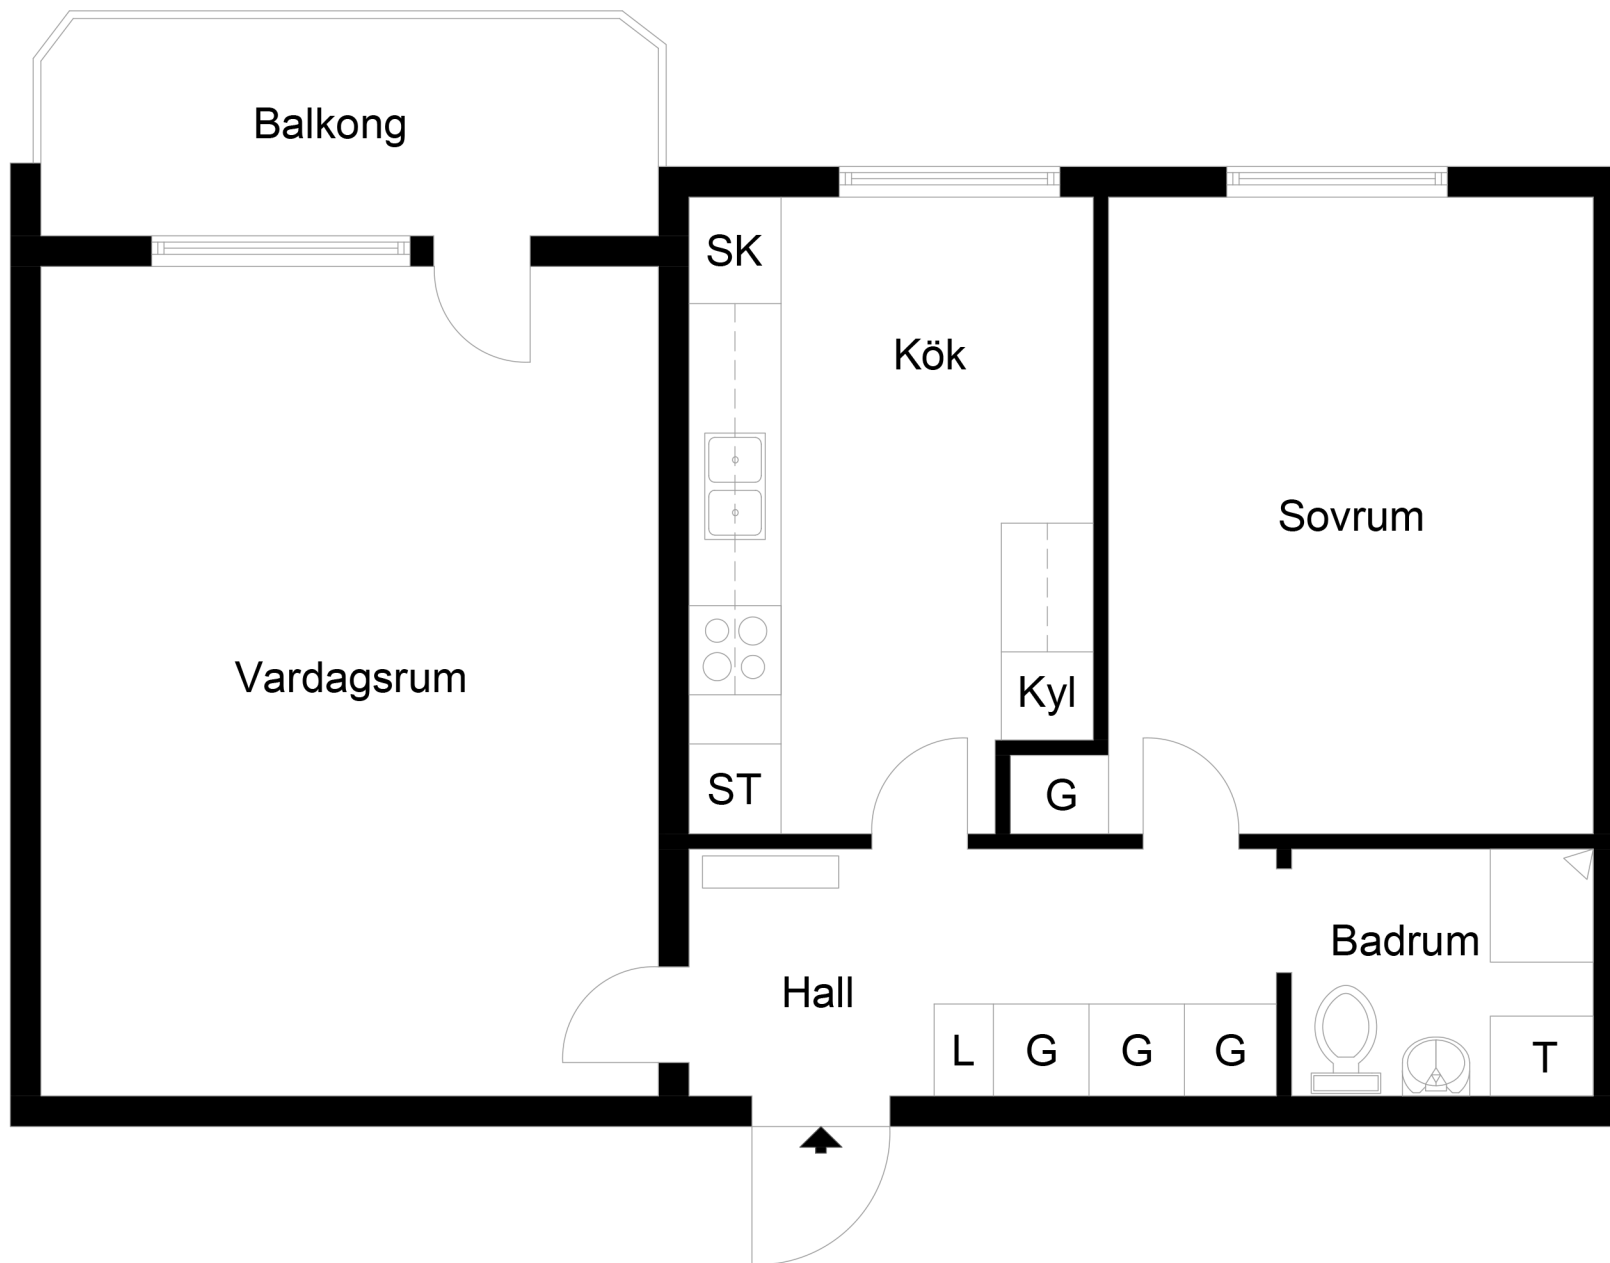 Balkong
SK
Kök
Sovrum
Vardagsrum
Kyl
ST
G
Badrum
Hall
L G G G
T